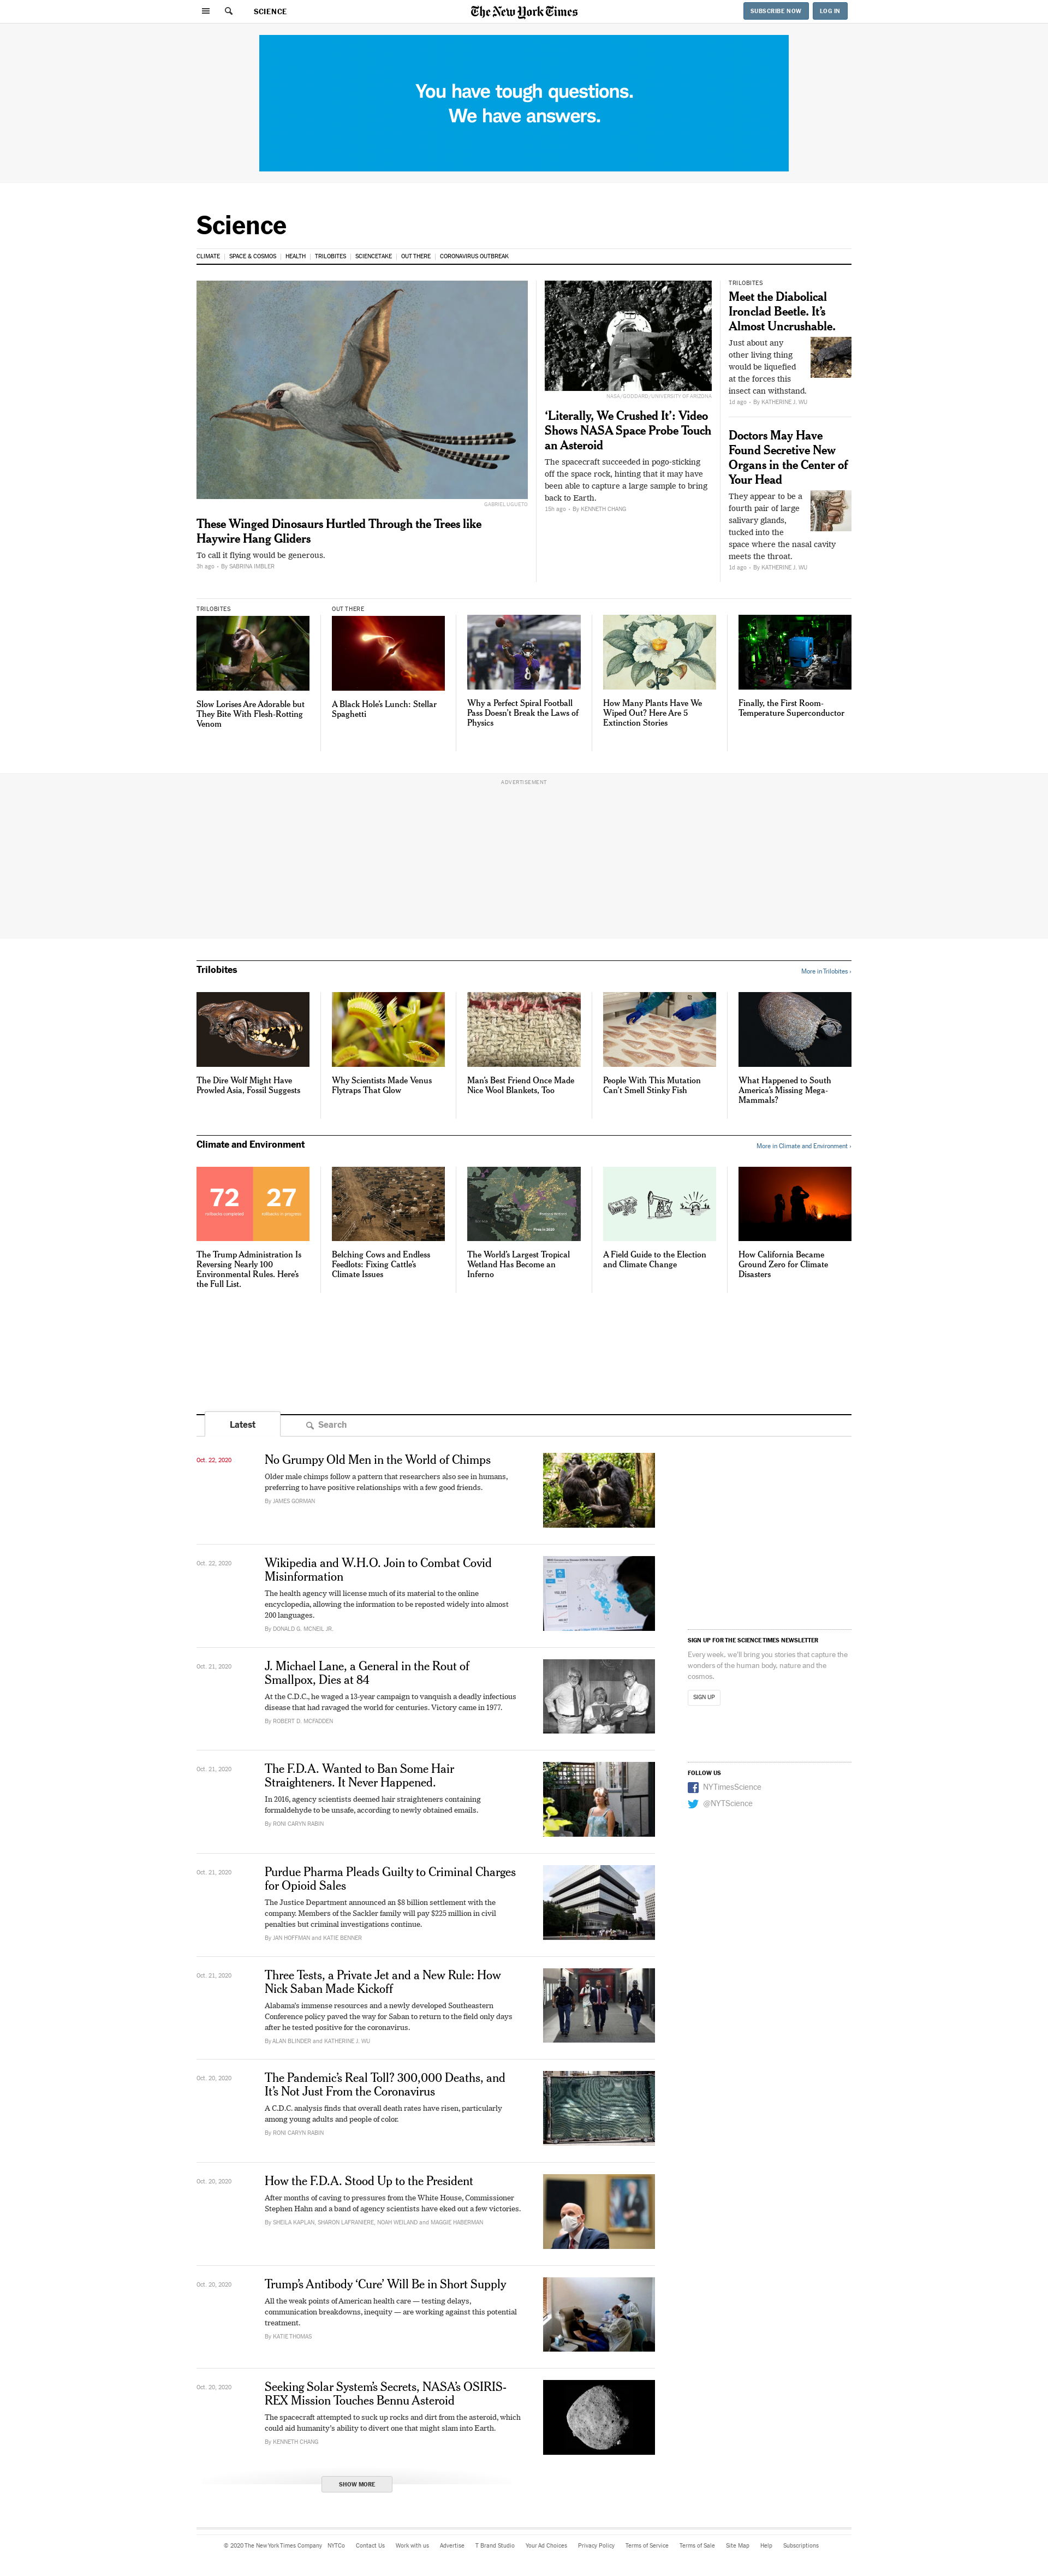 SCIENCE
The New York Times
SUBSCRIBE NOW
LOG IN
You have tough questions.
We have answers.
Science
CLIMATE
SPACE & COSMOS
HEALTH
TRILOBITES
SCIENCETAKE
OUT THERE
CORONAVIRUS OUTBREAK
GABRIEL UGUETO
These Winged Dinosaurs Hurtled Through the Trees like
Haywire Hang Gliders
To call it flying would be generous.
3h ago • By SABRINA IMBLER
NASA/GODDARD/UNIVERSITY OF ARIZONA
‘Literally, We Crushed It’: Video
Shows NASA Space Probe Touch
an Asteroid
The spacecraft succeeded in pogo-sticking
off the space rock, hinting that it may have
been able to capture a large sample to bring
back to Earth.
15h ago • By KENNETH CHANG
TRILOBITES
Meet the Diabolical
Ironclad Beetle. It’s
Almost Uncrushable.
Just about any
other living thing
would be liquefied
at the forces this
insect can withstand.
1d ago • By KATHERINE J. WU
Doctors May Have
Found Secretive New
Organs in the Center of
Your Head
They appear to be a
fourth pair of large
salivary glands,
tucked into the
space where the nasal cavity
meets the throat.
1d ago • By KATHERINE J. WU
TRILOBITES
Slow Lorises Are Adorable but
They Bite With Flesh-Rotting
Venom
OUT THERE
A Black Hole’s Lunch: Stellar
Spaghetti
Why a Perfect Spiral Football
Pass Doesn’t Break the Laws of
Physics
How Many Plants Have We
Wiped Out? Here Are 5
Extinction Stories
Finally, the First Room-
Temperature Superconductor
ADVERTISEMENT
Trilobites
More in Trilobites ›
The Dire Wolf Might Have
Prowled Asia, Fossil Suggests
Why Scientists Made Venus
Flytraps That Glow
Man’s Best Friend Once Made
Nice Wool Blankets, Too
People With This Mutation
Can’t Smell Stinky Fish
What Happened to South
America’s Missing Mega-
Mammals?
Climate and Environment
More in Climate and Environment ›
72
rollbacks completed
27
rollbacks in progress
The Trump Administration Is
Reversing Nearly 100
Environmental Rules. Here’s
the Full List.
Belching Cows and Endless
Feedlots: Fixing Cattle’s
Climate Issues
The World’s Largest Tropical
Wetland Has Become an
Inferno
A Field Guide to the Election
and Climate Change
How California Became
Ground Zero for Climate
Disasters
Latest
Search
Oct. 22, 2020
No Grumpy Old Men in the World of Chimps
Older male chimps follow a pattern that researchers also see in humans,
preferring to have positive relationships with a few good friends.
By JAMES GORMAN
Oct. 22, 2020
Wikipedia and W.H.O. Join to Combat Covid
Misinformation
The health agency will license much of its material to the online
encyclopedia, allowing the information to be reposted widely into almost
200 languages.
By DONALD G. MCNEIL JR.
SIGN UP FOR THE SCIENCE TIMES NEWSLETTER
Every week, we’ll bring you stories that capture the
wonders of the human body, nature and the
cosmos.
SIGN UP
Oct. 21, 2020
J. Michael Lane, a General in the Rout of
Smallpox, Dies at 84
At the C.D.C., he waged a 13-year campaign to vanquish a deadly infectious
disease that had ravaged the world for centuries. Victory came in 1977.
By ROBERT D. MCFADDEN
FOLLOW US
NYTimesScience
@NYTScience
Oct. 21, 2020
The F.D.A. Wanted to Ban Some Hair
Straighteners. It Never Happened.
In 2016, agency scientists deemed hair straighteners containing
formaldehyde to be unsafe, according to newly obtained emails.
By RONI CARYN RABIN
Oct. 21, 2020
Purdue Pharma Pleads Guilty to Criminal Charges
for Opioid Sales
The Justice Department announced an $8 billion settlement with the
company. Members of the Sackler family will pay $225 million in civil
penalties but criminal investigations continue.
By JAN HOFFMAN and KATIE BENNER
Oct. 21, 2020
Three Tests, a Private Jet and a New Rule: How
Nick Saban Made Kickoff
Alabama’s immense resources and a newly developed Southeastern
Conference policy paved the way for Saban to return to the field only days
after he tested positive for the coronavirus.
By ALAN BLINDER and KATHERINE J. WU
Oct. 20, 2020
The Pandemic’s Real Toll? 300,000 Deaths, and
It’s Not Just From the Coronavirus
A C.D.C. analysis finds that overall death rates have risen, particularly
among young adults and people of color.
By RONI CARYN RABIN
Oct. 20, 2020
How the F.D.A. Stood Up to the President
After months of caving to pressures from the White House, Commissioner
Stephen Hahn and a band of agency scientists have eked out a few victories.
By SHEILA KAPLAN, SHARON LAFRANIERE, NOAH WEILAND and MAGGIE HABERMAN
Oct. 20, 2020
Trump’s Antibody ‘Cure’ Will Be in Short Supply
All the weak points of American health care — testing delays,
communication breakdowns, inequity — are working against this potential
treatment.
By KATIE THOMAS
Oct. 20, 2020
Seeking Solar System’s Secrets, NASA’s OSIRIS-
REX Mission Touches Bennu Asteroid
The spacecraft attempted to suck up rocks and dirt from the asteroid, which
could aid humanity’s ability to divert one that might slam into Earth.
By KENNETH CHANG
SHOW MORE
© 2020 The New York Times Company
NYTCo
Contact Us
Work with us
Advertise
T Brand Studio
Your Ad Choices
Privacy Policy
Terms of Service
Terms of Sale
Site Map
Help
Subscriptions